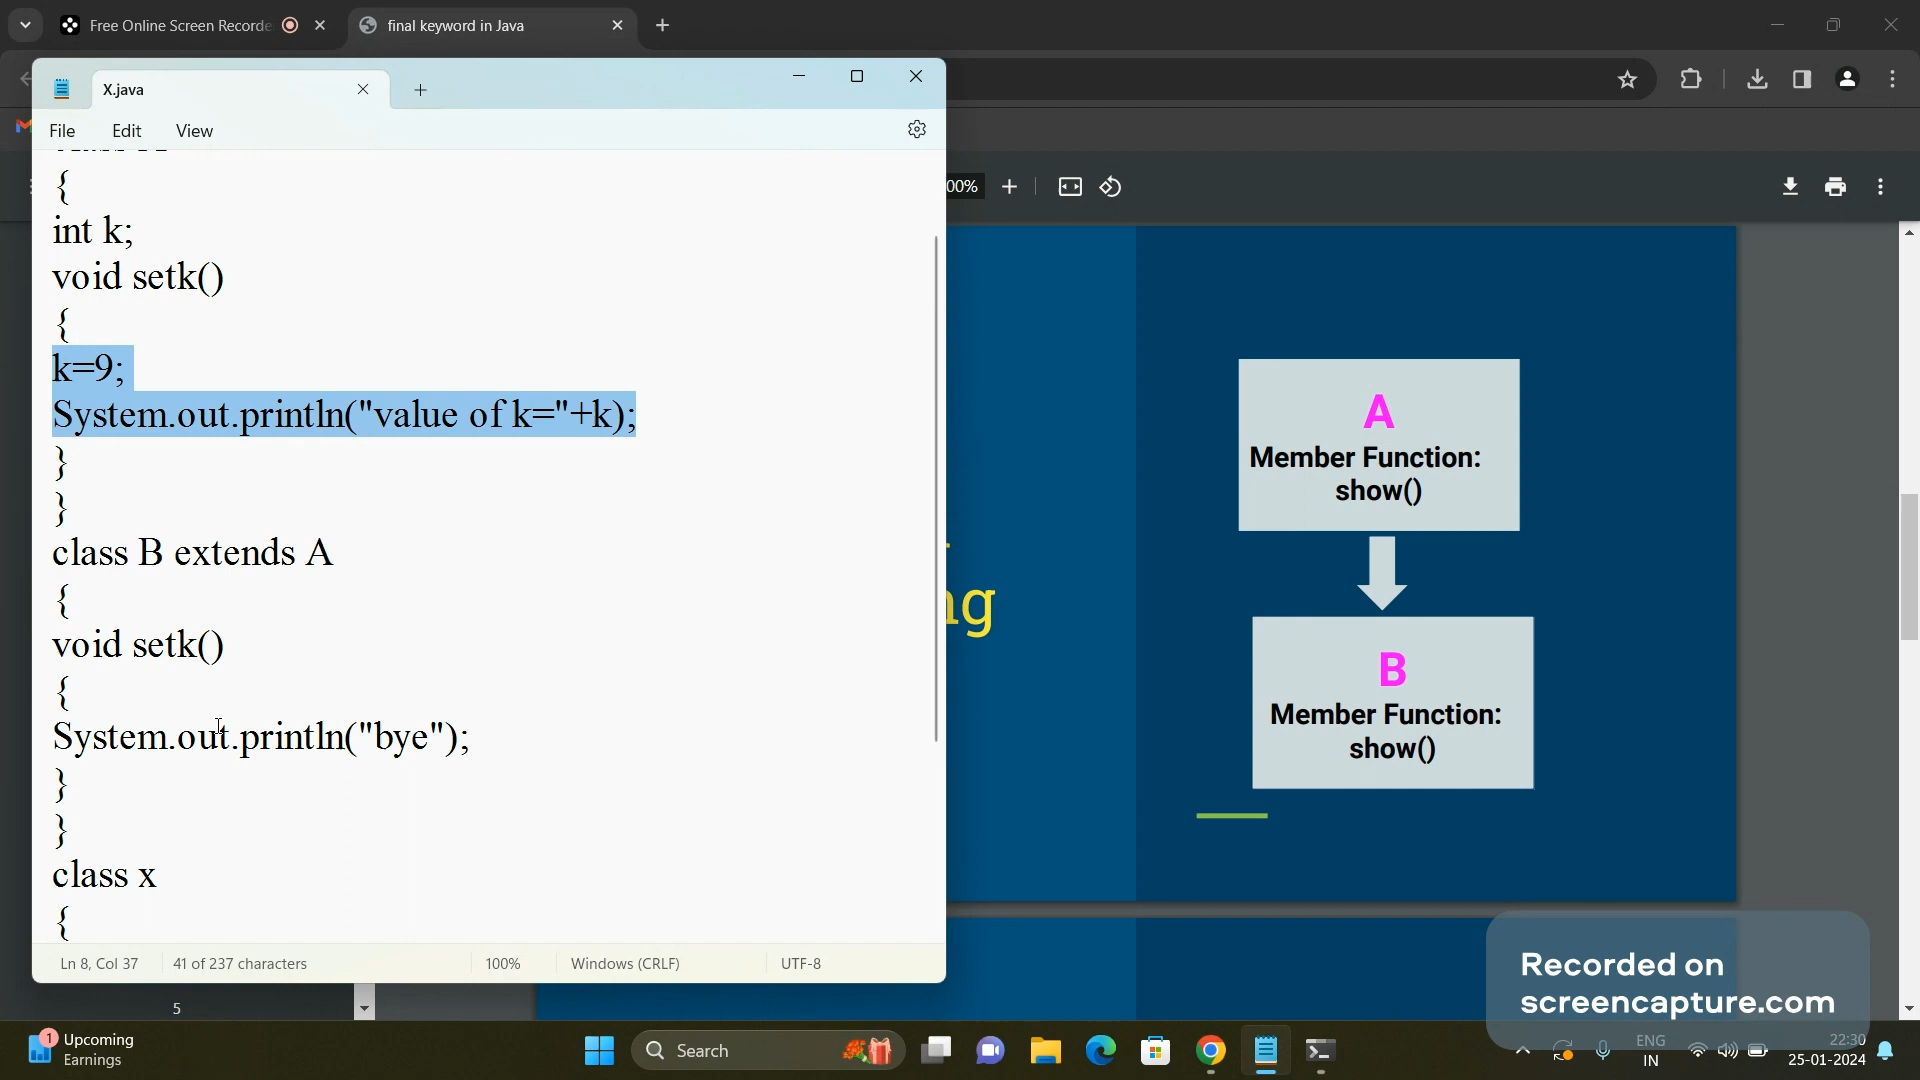 Free Online Screen Recorde
final keyword in Java
X.java
File Edit View
{
int k;
void setk()
{
k=9;
System.out.println("value of k="+k);
}
}
class B extends A
{
void setk()
{
System.out.println("bye");
}
}
class x
{
Ln 8, Col 37
41 of 237 characters
100%
Windows (CRLF)
UTF-8
00%
ng
A
Member Function:
show()
B
Member Function:
show()
5
Recorded on
screencapture.com
1
Upcoming
Earnings
Search
ENG
IN
22:30
25-01-2024